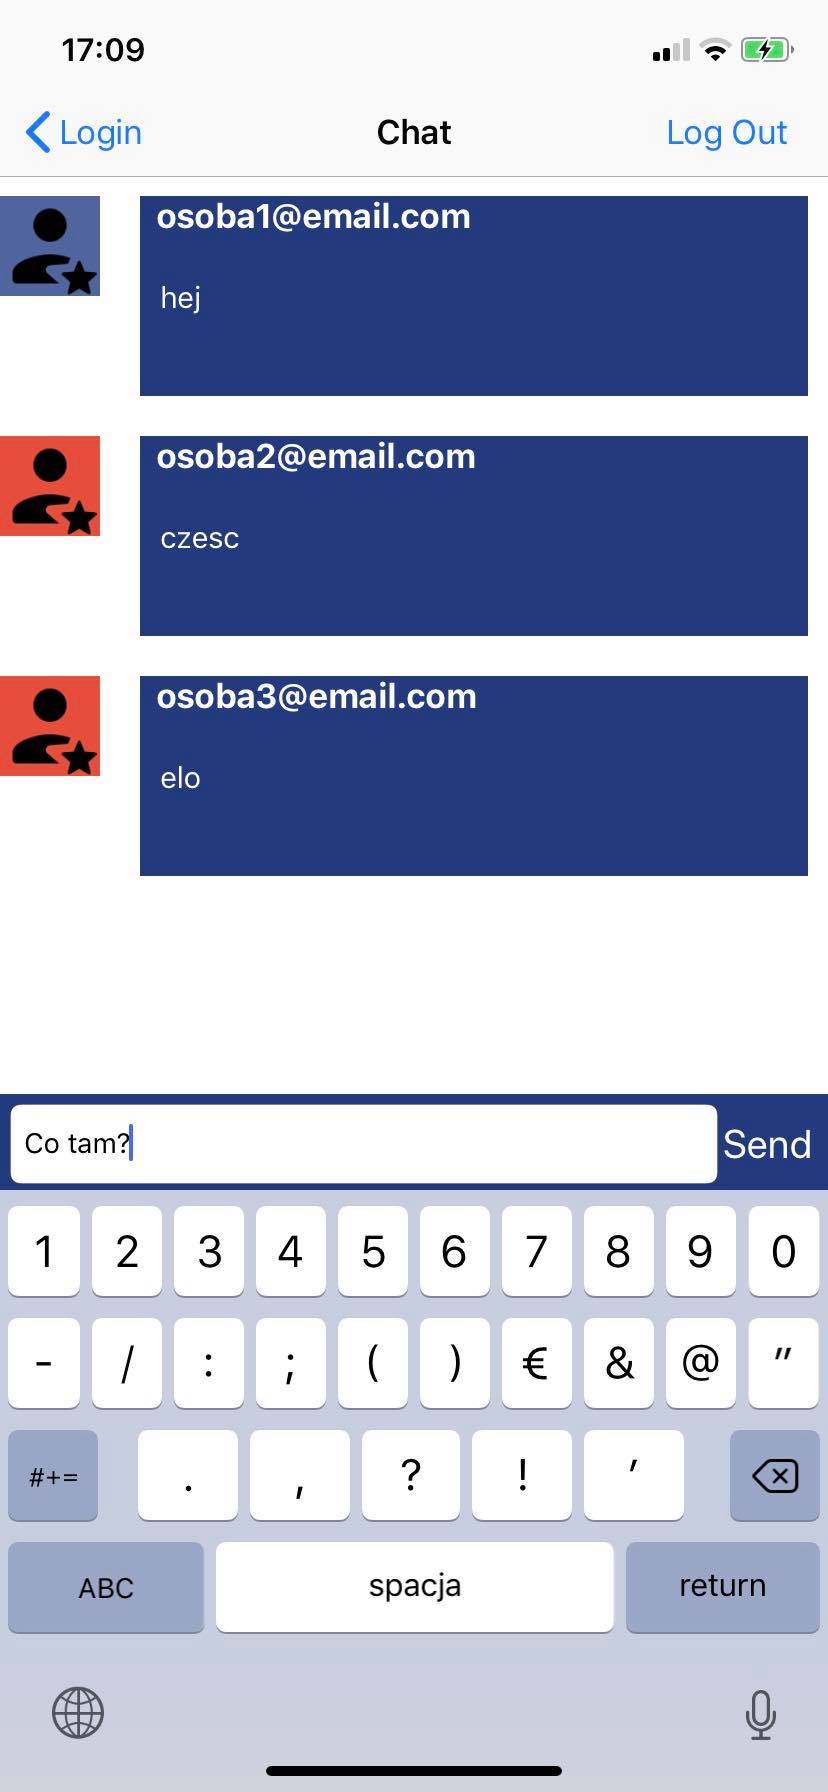 17:09
Login Chat Log Out
osoba1@email.com
hej
osoba2@email.com
czesc
osoba3@email.com
elo
Co tam? Send
1 2 3 4 5 6 7 8 9 0
- / : ; ( ) € & @ "
#+= . , ? ! '
ABC spacja return